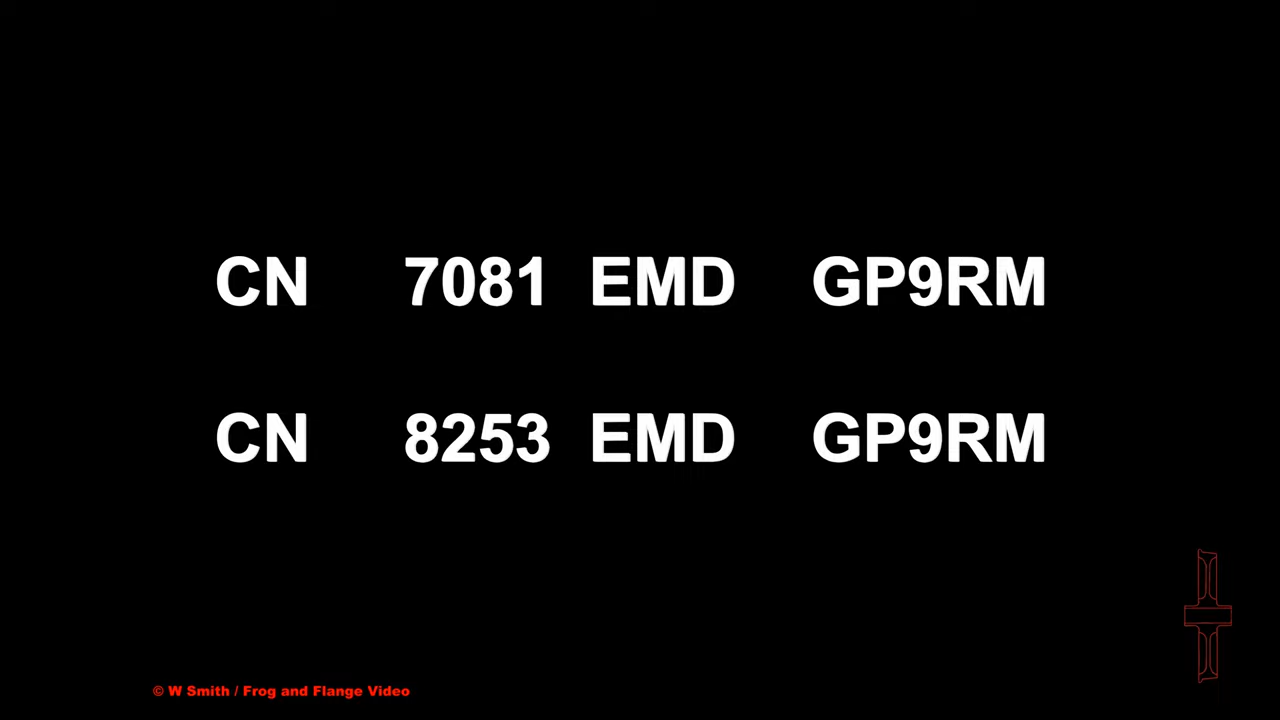 CN 7081 EMD GP9RM
CN 8253 EMD GP9RM
© W Smith / Frog and Flange Video